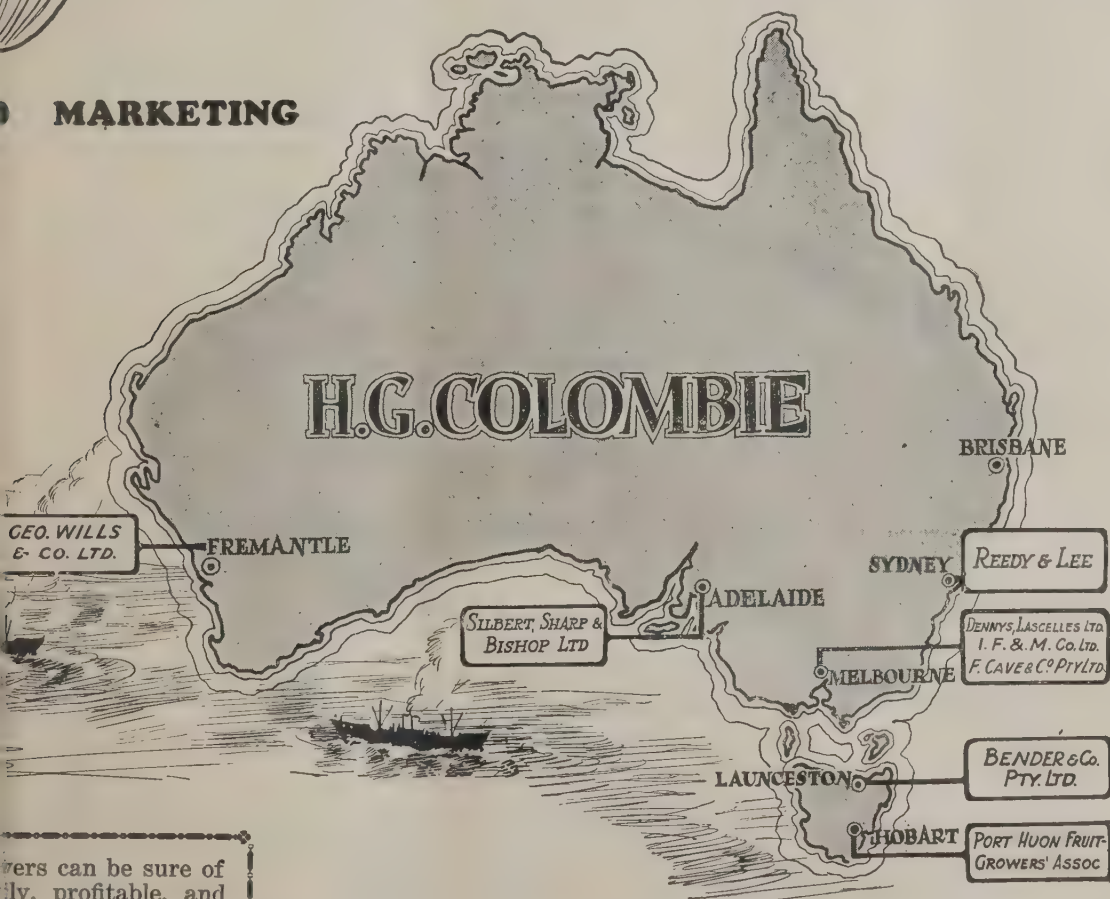 MARKETING
H.G.COLOMBIE
BRISBANE
GEO. WILLS
& CO. LTD.
FREMANTLE
SYDNEY
REEDY & LEE
ADELAIDE
SILBERT, SHARP &
BISHOP LTD
DENNYS, LASCELLES LTD.
I. F. & M. CO. LTD.
F. CAVE & CO PTY LTD.
MELBOURNE
LAUNCESTON
BENDER & CO.
PTY. LTD.
HOBART
PORT HUON FRUIT-
GROWERS' ASSOC
can be sure of
profitable, and